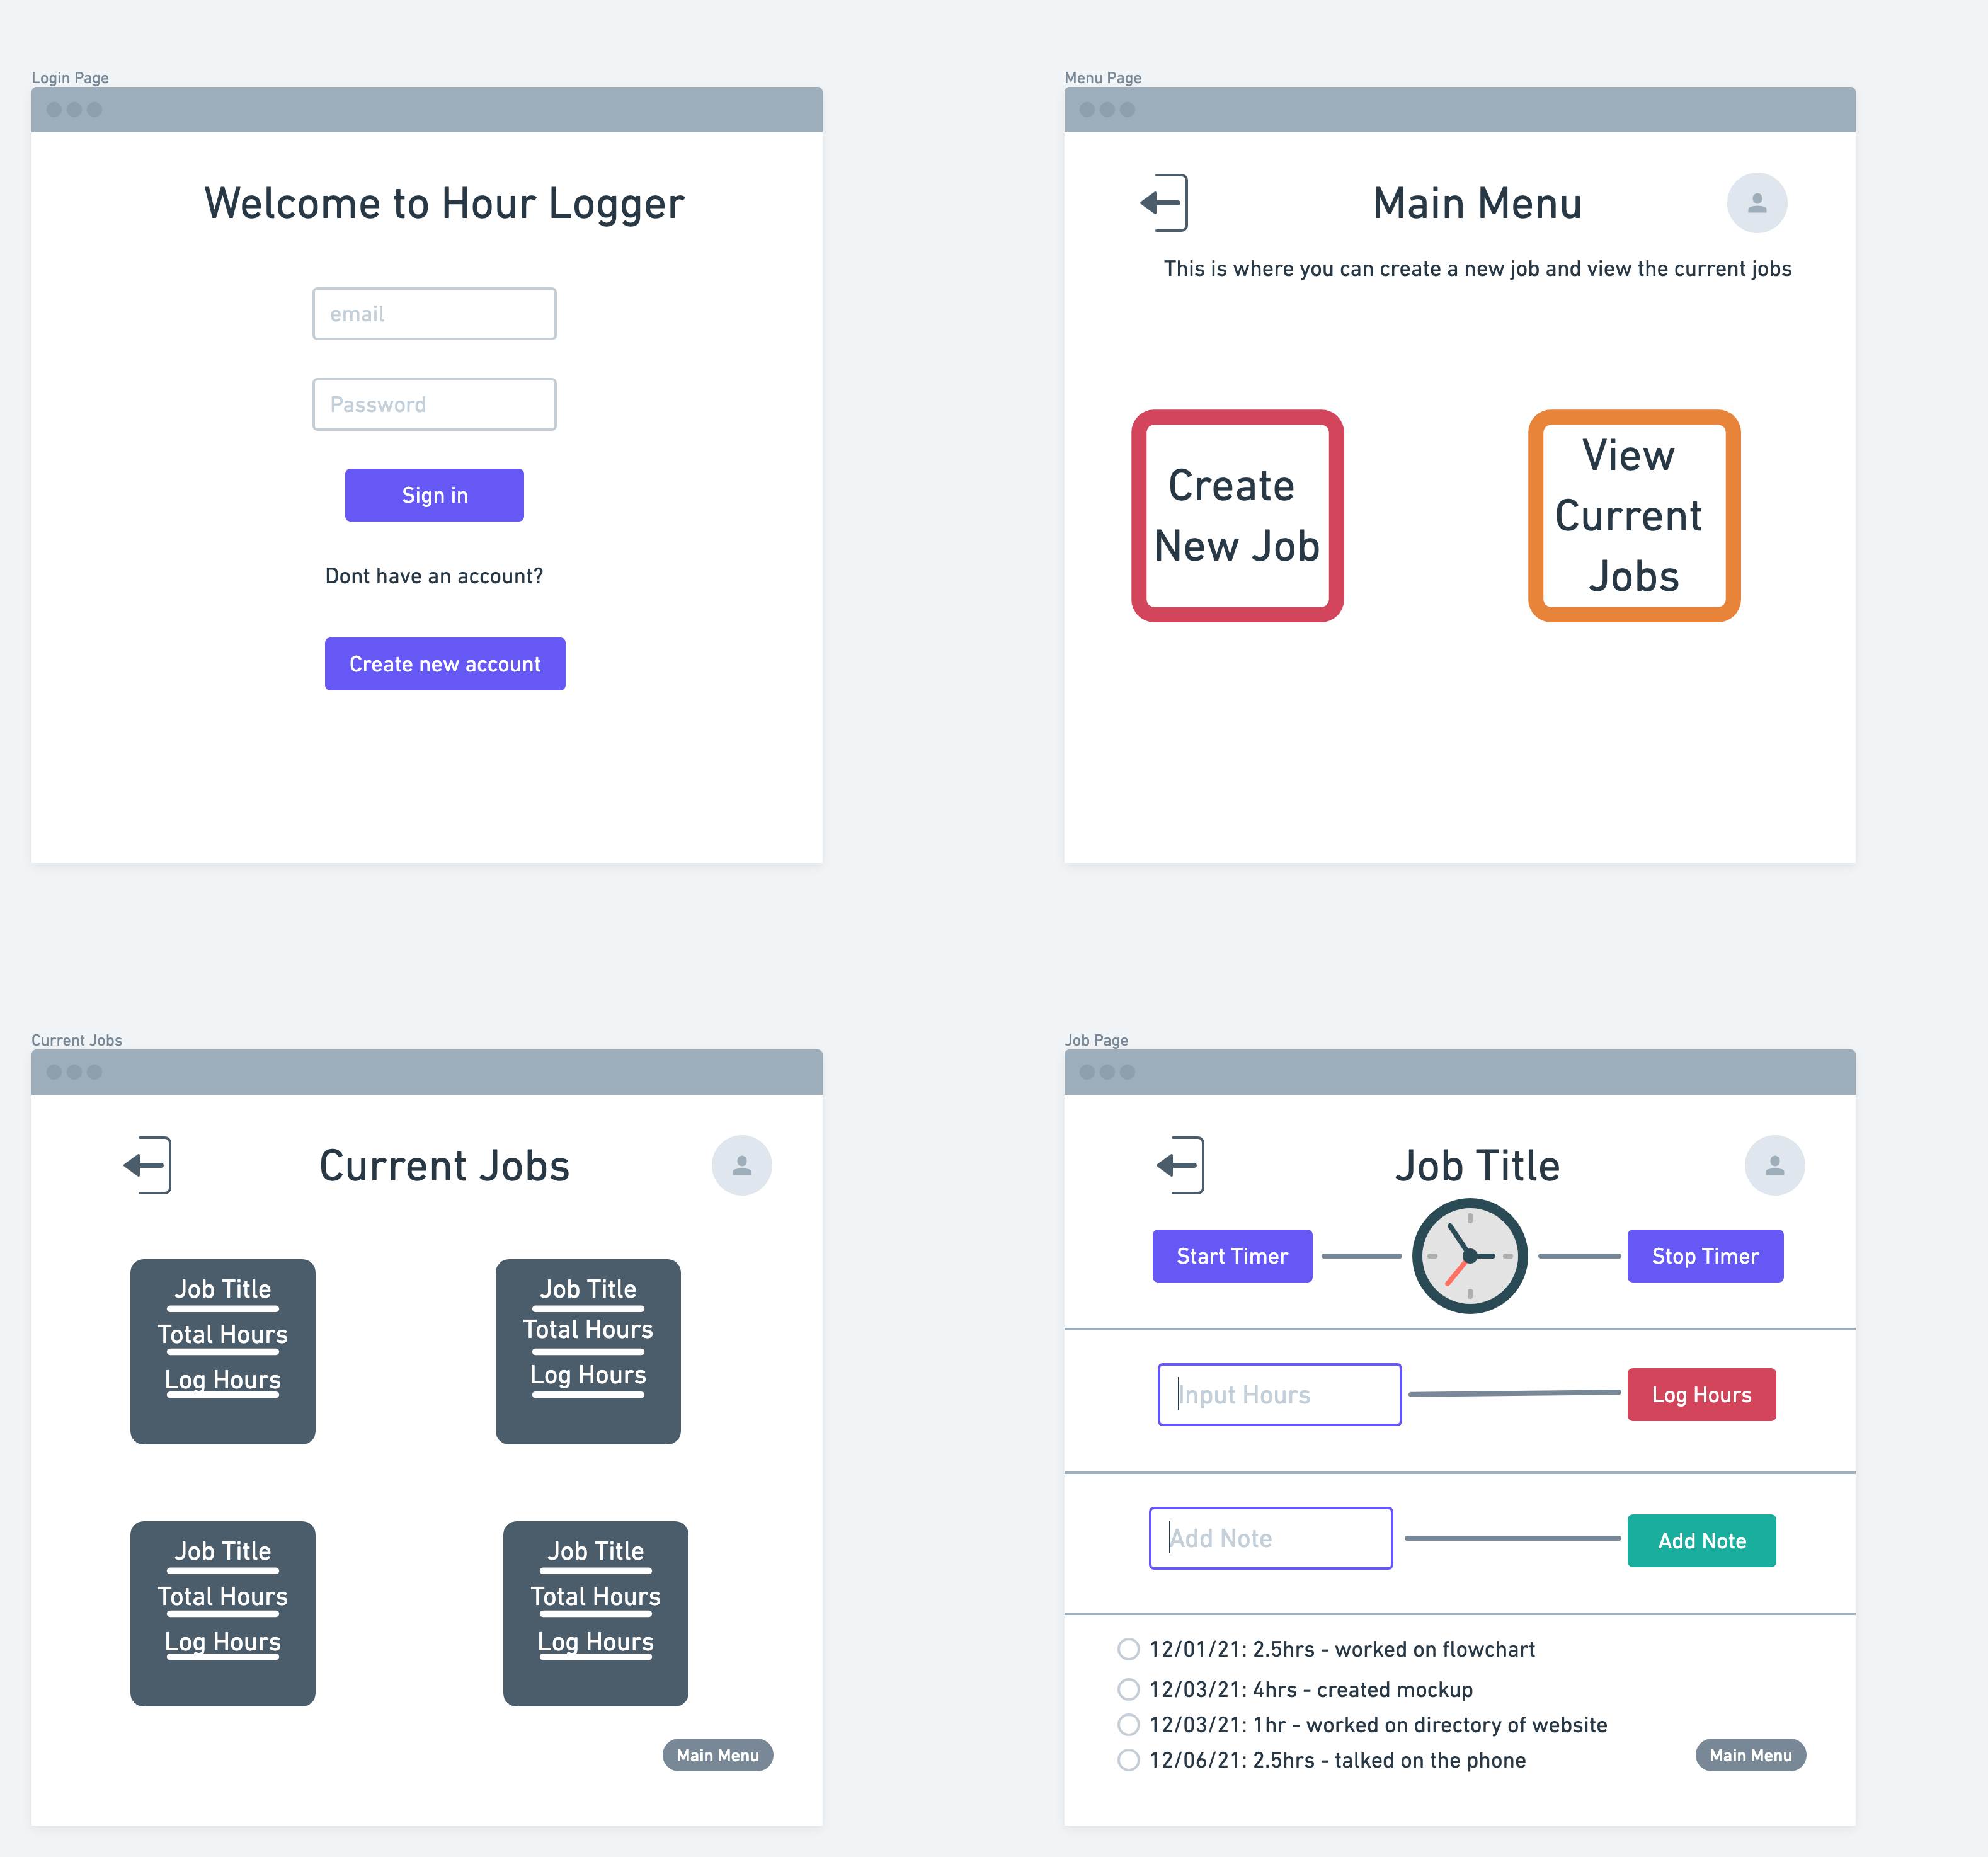 Login Page
Welcome to Hour Logger
email
Password
Sign in
Dont have an account?
Create new account
Menu Page
Main Menu
This is where you can create a new job and view the current jobs
Create
New Job
View
Current
Jobs
Current Jobs
Current Jobs
Job Title
Total Hours
Log Hours
Job Title
Total Hours
Log Hours
Job Title
Total Hours
Log Hours
Job Title
Total Hours
Log Hours
Main Menu
Job Page
Job Title
Start Timer
Stop Timer
Input Hours
Log Hours
Add Note
Add Note
12/01/21: 2.5hrs - worked on flowchart
12/03/21: 4hrs - created mockup
12/03/21: 1hr - worked on directory of website
12/06/21: 2.5hrs - talked on the phone
Main Menu